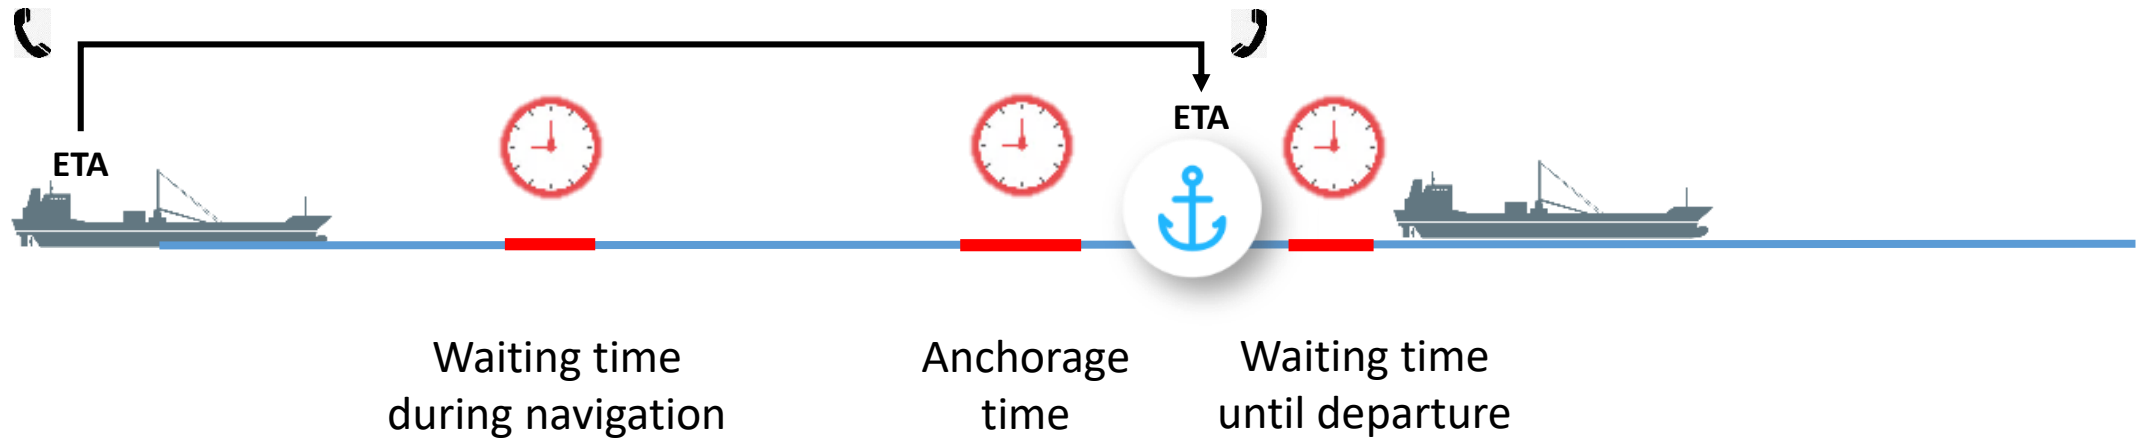 ETA
ETA
Waiting time
during navigation
Anchorage
time
Waiting time
until departure